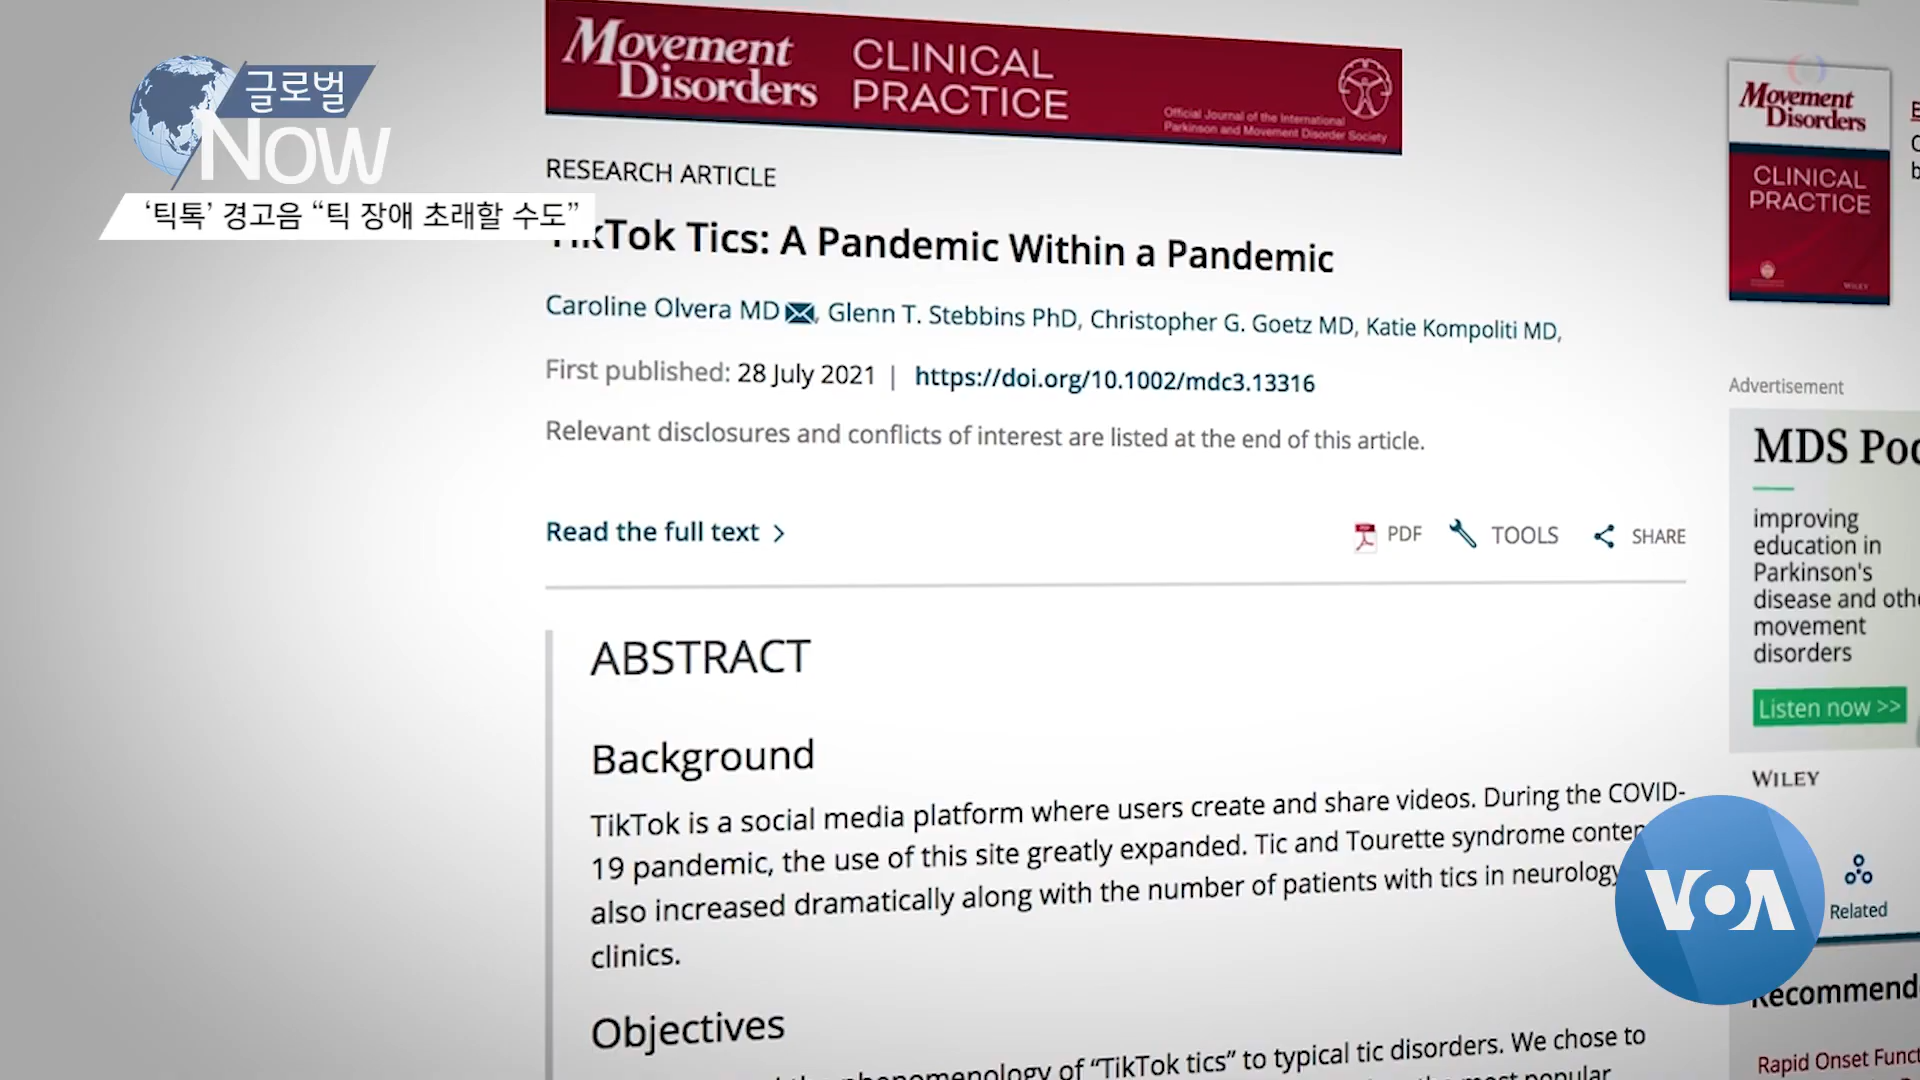 글로벌
NOW
‘틱톡’ 경고음 “틱 장애 초래할 수도”
Movement Disorders CLINICAL PRACTICE
Official Journal of the International
Parkinson and Movement Disorder Society
RESEARCH ARTICLE
TikTok Tics: A Pandemic Within a Pandemic
Caroline Olvera MD, Glenn T. Stebbins PhD, Christopher G. Goetz MD, Katie Kompoliti MD,
First published: 28 July 2021 | https://doi.org/10.1002/mdc3.13316
Relevant disclosures and conflicts of interest are listed at the end of this article.
Read the full text >
PDF TOOLS SHARE
ABSTRACT
Background
TikTok is a social media platform where users create and share videos. During the COVID-
19 pandemic, the use of this site greatly expanded. Tic and Tourette syndrome
also increased dramatically along with the number of patients with tics in neurology
clinics.
Objectives
of “TikTok tics” to typical tic disorders. We chose to
most popular
Movement
Disorders
CLINICAL
PRACTICE
WILEY
Advertisement
MDS
improving
education in
Parkinson's
disease and
movement
disorders
Listen now >>
WILEY
VOA
Related
Rapid Onset